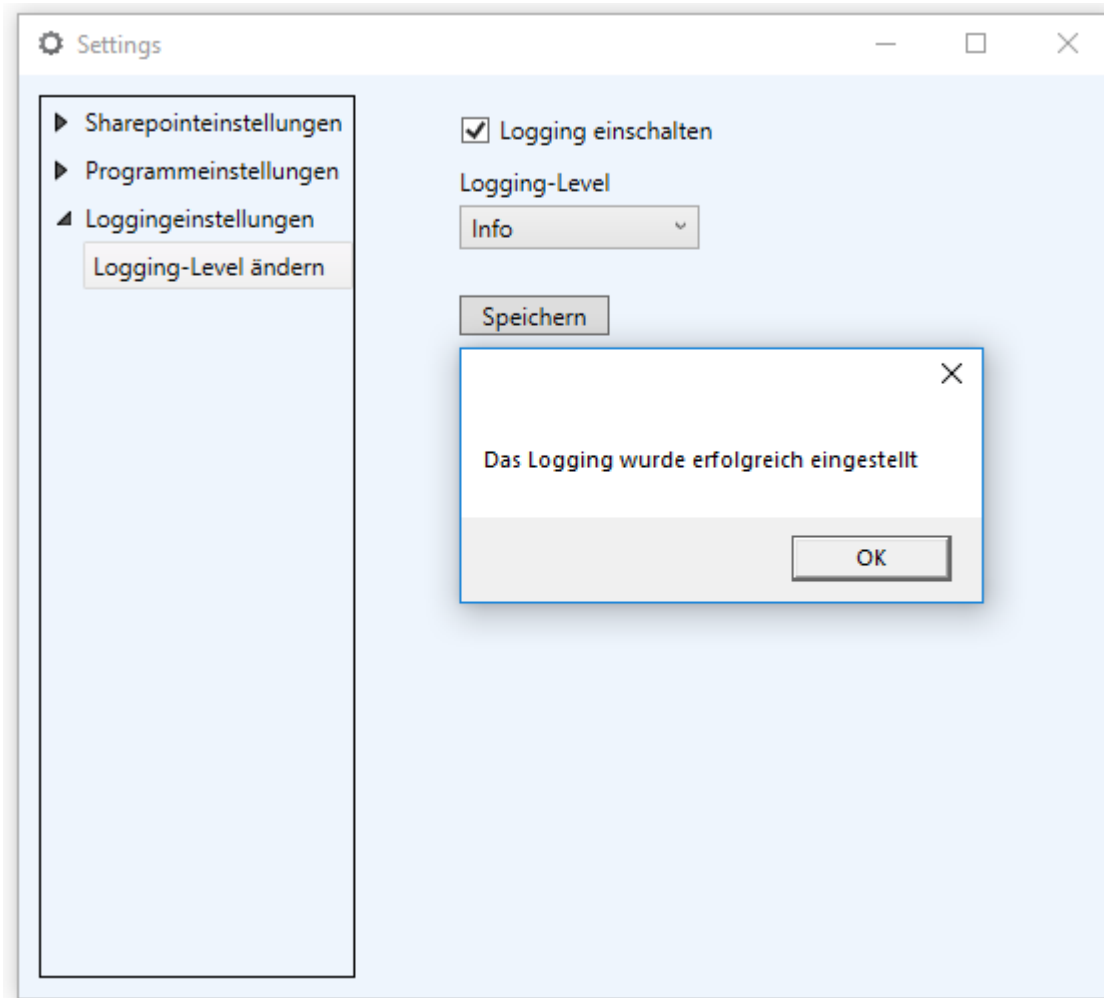 Settings
Sharepointeinstellungen
Programmeinstellungen
Loggingeinstellungen
Logging-Level ändern
Logging einschalten
Logging-Level
Info
Speichern
Das Logging wurde erfolgreich eingestellt
OK